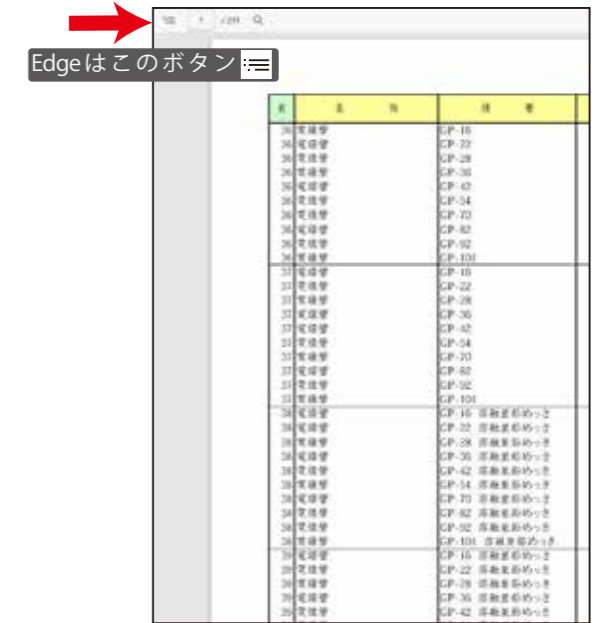 Edgeはこのボタン
頁 名 称 摘 要
36 電線管 GP-16
36 電線管 GP-22
36 電線管 GP-28
36 電線管 GP-36
36 電線管 GP-42
36 電線管 GP-54
36 電線管 GP-70
36 電線管 GP-82
36 電線管 GP-92
36 電線管 GP-104
37 電線管 GP-16
37 電線管 GP-22
37 電線管 GP-28
37 電線管 GP-36
37 電線管 GP-42
37 電線管 GP-54
37 電線管 GP-70
37 電線管 GP-82
37 電線管 GP-92
37 電線管 GP-104
38 電線管 GP-16 溶融亜鉛めっき
38 電線管 GP-22 溶融亜鉛めっき
38 電線管 GP-28 溶融亜鉛めっき
38 電線管 GP-36 溶融亜鉛めっき
38 電線管 GP-42 溶融亜鉛めっき
38 電線管 GP-54 溶融亜鉛めっき
38 電線管 GP-70 溶融亜鉛めっき
38 電線管 GP-82 溶融亜鉛めっき
38 電線管 GP-92 溶融亜鉛めっき
38 電線管 GP-104 溶融亜鉛めっき
39 電線管 GP-16 溶融亜鉛めっき
39 電線管 GP-22 溶融亜鉛めっき
39 電線管 GP-28 溶融亜鉛めっき
39 電線管 GP-36 溶融亜鉛めっき
39 電線管 GP-42 溶融亜鉛めっき